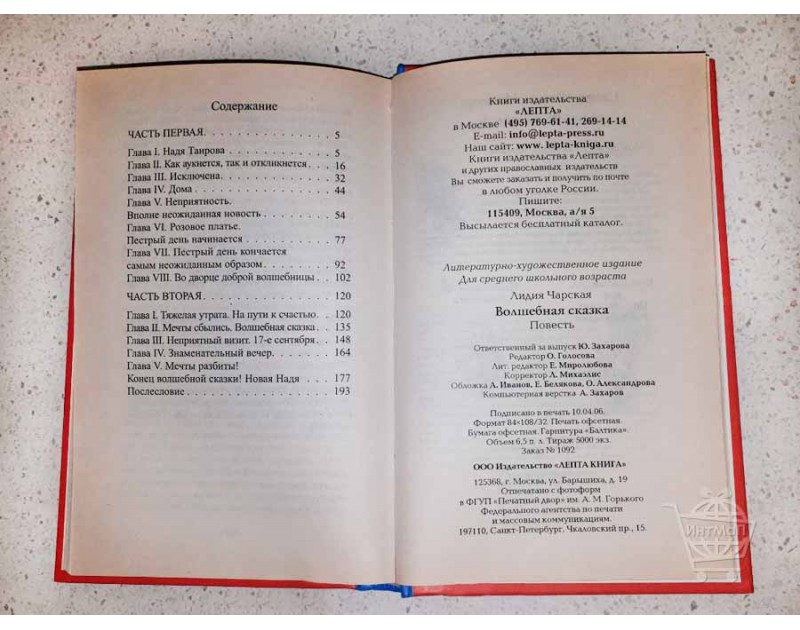 Содержание
ЧАСТЬ ПЕРВАЯ. . . . . . . . . . . . . . . . . 5
Глава I. Надя Таирова . . . . . . . . . . . . . . 5
Глава II. Как аукнется, так и откликнется . . . . 16
Глава III. Исключена. . . . . . . . . . . . . . . 32
Глава IV. Дома . . . . . . . . . . . . . . . . . 44
Глава V. Неприятность.
Вполне неожиданная новость . . . . . . . . . . 54
Глава VI. Розовое платье.
Пестрый день начинается . . . . . . . . . . . . 77
Глава VII. Пестрый день кончается
самым неожиданным образом . . . . . . . . . . 92
Глава VIII. Во дворце доброй волшебницы . . 102
ЧАСТЬ ВТОРАЯ. . . . . . . . . . . . . . . . . 120
Глава I. Тяжелая утрата. На пути к счастью . . 120
Глава II. Мечты сбылись. Волшебная сказка . . 135
Глава III. Неприятный визит. 17-е сентября . . 148
Глава IV. Знаменательный вечер. . . . . . . . 164
Глава V. Мечты разбиты!
Конец волшебной сказки! Новая Надя . . . . 177
Послесловие . . . . . . . . . . . . . . . . . 193
Книги издательства
«ЛЕПТА»
в Москве (495) 769-61-41, 269-14-14
E-mail: info@lepta-press.ru
Наш сайт: www. lepta-kniga.ru
Книги издательства «Лепта»
и других православных издательств
Вы сможете заказать и получить по почте
в любом уголке России.
Пишите:
115409, Москва, а/я 5
Высылается бесплатный каталог.
Литературно-художественное издание
Для среднего школьного возраста
Лидия Чарская
Волшебная сказка
Повесть
Ответственный за выпуск Ю. Захарова
Редактор О. Голосова
Лит. редактор Е. Миролюбова
Корректор Л. Михаэлис
Обложка А. Иванов, Е. Белякова, О. Александрова
Компьютерная верстка А. Захаров
Подписано в печать 10.04.06.
Формат 84×108/32. Печать офсетная.
Бумага офсетная. Гарнитура «Балтика».
Объем 6,5 п. л. Тираж 5000 экз.
Заказ № 1092.
ООО Издательство «ЛЕПТА КНИГА»
125368, г. Москва, ул. Барышиха, д. 19
Отпечатано с фотоформ
в ФГУП «Печатный двор» им. А. М. Горького
Федерального агентства по печати
и массовым коммуникациям.
197110, Санкт-Петербург, Чкаловский пр., 15.
ИнтМаг